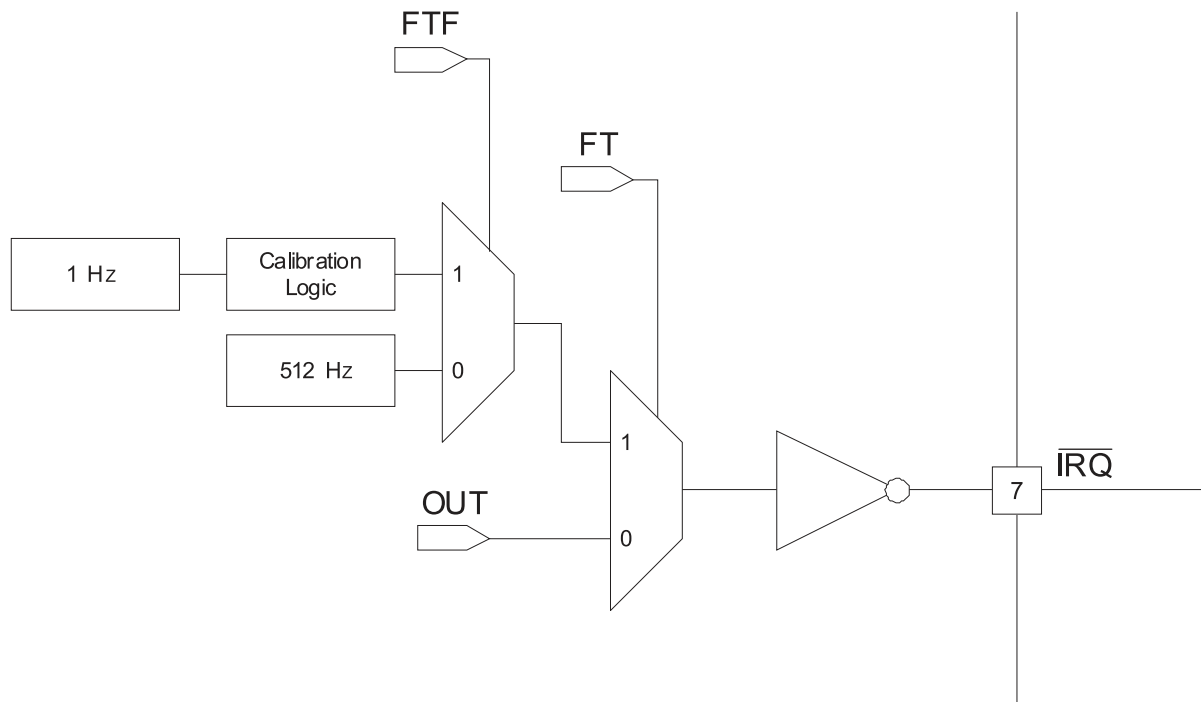 FTF
FT
1 Hz
Calibration
Logic
1
512 Hz
0
1
IRQ
7
OUT
0